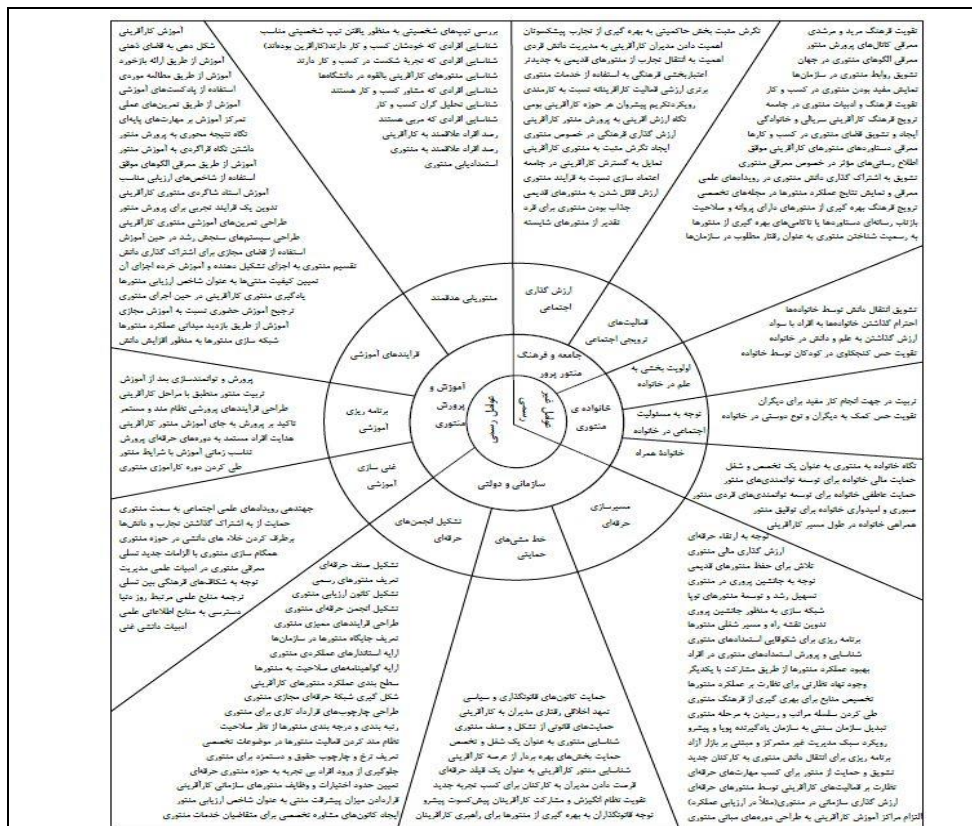 تقویت فرهنگ مرید و مرشدی
معرفی کانال‌های پرورش منتور
معرفی الگوهای منتوری در جهان
تشویق روابط منتوری در سازمان‌ها
نمایش مفید بودن منتوری در کسب و کار
تقویت فرهنگ و ادبیات منتوری در جامعه
ترویج فرهنگ کارآفرینی سریالی و خانوادگی
ایجاد و تشویق فضای منتوری در کسب و کارها
معرفی دستاوردهای منتورهای کارآفرینی موفق
اطلاع رسانی‌های مؤثر در خصوص معرفی منتوری
تشویق به اشتراک گذاری دانش منتوری در رویدادهای علمی
معرفی و نمایش نتایج عملکرد منتورها در مجله‌های تخصصی
ترویج فرهنگ بهره گیری از منتورهای دارای پروانه و صلاحیت
بازتاب رسانه‌ای دستاوردها یا ناکامی‌های بهره گیری از منتورها
به رسمیت شناختن منتوری به عنوان رفتار مطلوب در سازمان‌ها
نگرش مثبت بخش حاکمیتی به بهره گیری از تجارب پیشکسوتان
اهمیت دادن مدیران کارآفرینی به مدیریت دانش فردی
اهمیت به انتقال تجارب از منتورهای قدیمی به جدیدتر
اعتباربخشی فرهنگی به استفاده از خدمات منتوری
برتری ارزشی فعالیت کارآفرینانه نسبت به کارمندی
رویکردتکریم پیشروان هر حوزه کارآفرینی بومی
نگاه ارزش آفرینی به پرورش منتور کارآفرینی
ارزش گذاری فرهنگی در خصوص منتوری
ایجاد نگرش مثبت به منتوری کارآفرینی
تمایل به گسترش کارآفرینی در جامعه
اعتماد سازی نسبت به فرآیند منتوری
ارزش قائل شدن به منتورهای قدیمی
جذاب بودن منتوری برای فرد
تقدیر از منتورهای شایسته
بررسی تیپ‌های شخصیتی به منظور یافتن تیپ شخصیتی مناسب
شناسایی افرادی که خودشان کسب و کار دارند(کارآفرین بوده‌اند)
شناسایی افرادی که تجربهٔ شکست در کسب و کار دارند
شناسایی منتورهای کارآفرینی بالقوه در دانشگاه‌ها
شناسایی افرادی که مشاور کسب و کار هستند
شناسایی تحلیل گران کسب و کار
شناسایی افرادی که مربی هستند
رصد افراد علاقمند به کارآفرینی
رصد افراد علاقمند به منتوری
استعدادیابی منتوری
آموزش کارآفرینی
شکل دهی به فضای ذهنی
آموزش از طریق ارائه بازخورد
آموزش از طریق مطالعه موردی
استفاده از پادکست‌های آموزشی
آموزش از طریق تمرین‌های عملی
تمرکز آموزش بر مهارت‌های پایه‌ای
نگاه نتیجه محوری به پرورش منتور
داشتن نگاه فراگردی به آموزش منتور
آموزش از طریق معرفی الگوهای موفق
استفاده از شاخص‌های ارزیابی مناسب
آموزش استاد شاگردی منتوری کارآفرینی
تدوین یک فرآیند تجربی برای پرورش منتور
طراحی تمرین‌های آموزشی منتوری کارآفرینی
طراحی سیستم‌های سنجش رشد در حین آموزش
استفاده از فضای مجازی برای اشتراک گذاری دانش
تقسیم منتوری به اجزای تشکیل دهنده و آموزش خرده اجزای آن
تعیین کیفیت منتی‌ها به عنوان شاخص ارزیابی منتورها
یادگیری منتوری کارآفرینی در حین اجرای منتوری
ترجیح آموزش حضوری نسبت به آموزش مجازی
آموزش از طریق بازدید میدانی عملکرد منتورها
شبکه سازی منتورها به منظور افزایش دانش
منتوریابی هدفمند
ارزش گذاری
اجتماعی
فعالیت‌های
ترویجی اجتماعی
تشویق انتقال دانش توسط خانواده‌ها
احترام گذاشتن خانواده‌ها به افراد با سواد
ارزش گذاشتن به علم و دانش در خانواده
تقویت حس کنجکاوی در کودکان توسط خانواده
فرآیندهای آموزشی
جامعه و فرهنگ
منتور پرور
اولویت بخشی به
علم در خانواده
پرورش و توانمندسازی بعد از آموزش
تربیت منتور منطبق با مراحل کارآفرینی
طراحی فرآیندهای پرورشی نظام مند و مستمر
تاکید بر پرورش به جای آموزش منتور کارآفرینی
هدایت افراد مستعد به دوره‌های حرفه‌ای پرورش
تناسب زمانی آموزش با شرایط منتور
طی کردن دوره کارآموزی منتوری
برنامه ریزی
آموزشی
آموزش و
پرورش
منتوری
عوامل رسمی
عوامل غیر
رسمی
خانواده ی
منتوری
توجه به مسئولیت
اجتماعی در خانواده
تربیت در جهت انجام کار مفید برای دیگران
تقویت حس کمک به دیگران و نوع دوستی در خانواده
خانوادهٔ همراه
نگاه خانواده به منتوری به عنوان یک تخصص و شغل
حمایت مالی خانواده برای توسعه توانمندی‌های منتور
حمایت عاطفی خانواده برای توسعه توانمندی‌های فردی منتور
صبوری و امیدواری خانواده برای توفیق منتور
همراهی خانواده در طول مسیر کارآفرینی
غنی سازی
آموزشی
سازمانی و دولتی
جهتدهی رویدادهای علمی اجتماعی به سمت منتوری
حمایت از به اشتراک گذاشتن تجارب و دانش‌ها
برطراف کردن خلاء های دانشی در حوزه منتوری
همگام سازی منتوری با الزامات جدید نسلی
معرفی منتوری در ادبیات علمی مدیریت
توجه به شکاف‌های فرهنگی بین نسلی
ترجمه منابع علمی مرتبط روز دنیا
دسترسی به منابع اطلاعاتی علمی
ادبیات دانشی غنی
تشکیل انجمن‌های
حرفه‌ای
خط مشی‌های
حمایتی
مسیرسازی
حرفه‌ای
توجه به ارتقاء حرفه‌ای
ارزش گذاری مالی منتوری
تلاش برای حفظ منتورهای قدیمی
توجه به جانشین پروری در منتوری
تسهیل رشد و توسعهٔ منتورهای نوپا
شبکه سازی به منظور جانشین پروری
تدوین نقشه راه و مسیر شغلی منتورها
برنامه ریزی برای شکوفایی استعدادهای منتوری
شناسایی و پرورش استعدادهای منتوری در افراد
بهبود عملکرد منتورها از طریق مشارکت با یکدیگر
وجود نهاد نظارتی برای نظارت بر عملکرد منتورها
تخصیص منابع برای بهری گیری از فرهنگ منتوری
طی کردن سلسله مراتب و رسیدن به مرحله منتوری
تبدیل سازمان سنتی به سازمان یادگیرنده پویا و پیشرو
رویکرد سبک مدیریت غیر متمرکز و مبتنی بر بازار آزاد
برنامه ریزی برای انتقال دانش منتوری به کارکنان جدید
تشویق و حمایت از منتور برای کسب مهارت‌های حرفه‌ای
نظارت بر فعالیت‌های کارآفرینی توسط منتورهای حرفه‌ای
ارزش گذاری سازمانی در منتوری(مثلاً در ارزیابی عملکرد)
التزام مراکز آموزش کارآفرینی به طراحی دوره‌های مبانی منتوری
تشکیل صنف حرفه‌ای
تعریف منتورهای رسمی
تشکیل کانون ارزیابی منتوری
تشکیل انجمن حرفه‌ای منتوری
طراحی فرآیندهای ممیزی منتوری
تعریف جایگاه منتورها در سازمان‌ها
ارایه استاندارهای عملکردی منتوری
ارایه گواهینامه‌های صلاحیت به منتورها
سطح بندی عملکرد منتورهای کارآفرینی
شکل گیری شبکهٔ حرفه‌ای مجازی منتوری
طراحی چارچوب‌های قرارداد کاری برای منتوری
رتبه بندی و درجه بندی منتورها از نظر صلاحیت
نظام مند کردن فعالیت منتورها در موضوعات تخصصی
تعریف نرخ و چارچوب حقوق و دستمزد برای منتوری
جلوگیری از ورود افراد بی تجربه به حوزه منتوری حرفه‌ای
تعیین حدود اختیارات و وظایف منتورهای سازمانی کارآفرینی
قراردادن میزان پیشرفت منتی به عنوان شاخص ارزیابی منتور
ایجاد کانون‌های مشاوره تخصصی برای متقاضیان خدمات منتوری
حمایت کانون‌های قانونگذاری و سیاسی
تعهد اخلاقی رفتاری مدیران به کارآفرینی
حمایت‌های قانونی از تشکل و صنف منتوری
شناسایی منتوری به عنوان یک شغل و تخصص
حمایت بخش‌های بهره بردار از عرصه کارآفرینی
شناسایی منتور کارآفرینی به عنوان یک فیلد حرفه‌ای
فرصت دادن مدیران به کارکنان برای کسب تجربه جدید
تقویت نظام انگیزش و مشارکت کارآفرینان پیش‌کسوت پیشرو
توجه قانونگذاران به بهره گیری از منتورها برای راهبری کارآفرینان